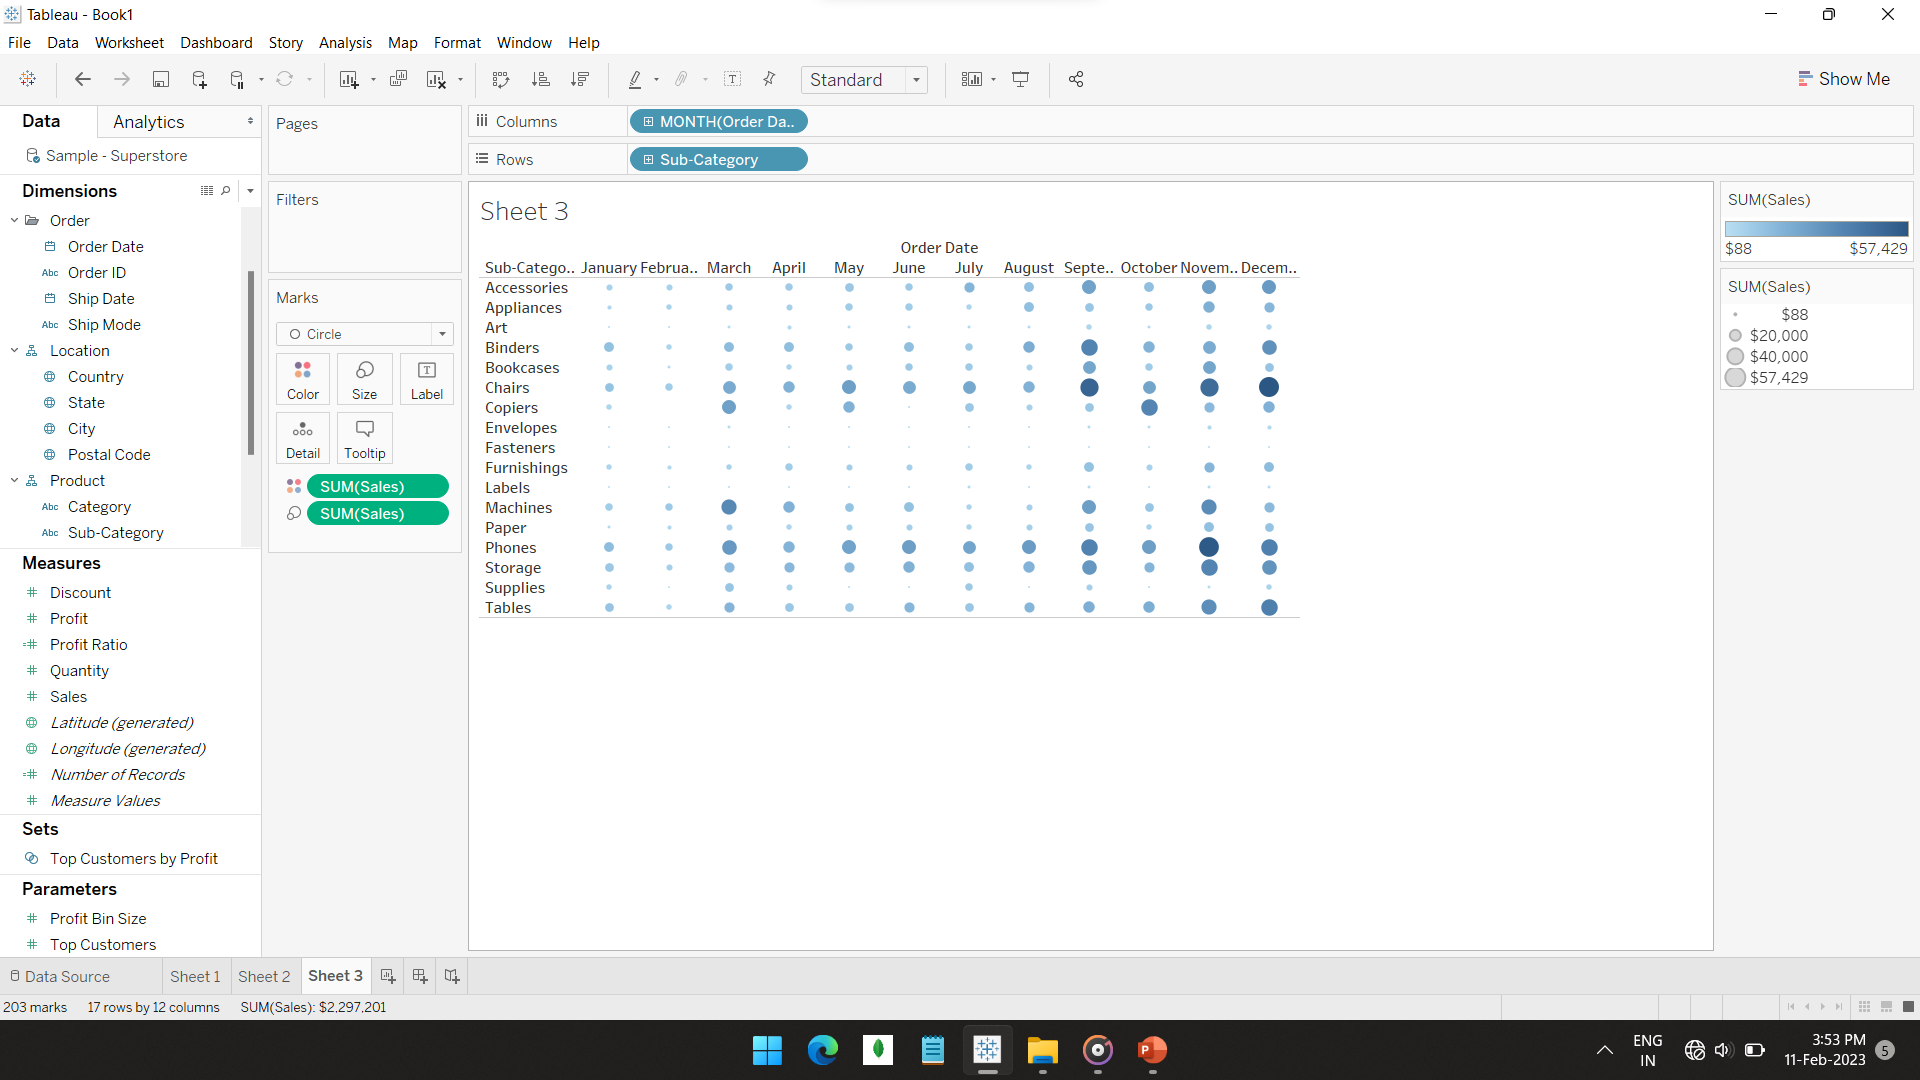 Tableau - Book1
File Data Worksheet Dashboard Story Analysis Map Format Window Help
Standard
Show Me
Data Analytics
Sample - Superstore
Dimensions
Order
Order Date
Abc Order ID
Ship Date
Abc Ship Mode
Location
Country
State
City
Postal Code
Product
Abc Category
Abc Sub-Category
Measures
# Discount
# Profit
=# Profit Ratio
# Quantity
# Sales
Latitude (generated)
Longitude (generated)
=# Number of Records
# Measure Values
Sets
Top Customers by Profit
Parameters
# Profit Bin Size
# Top Customers
Pages
Filters
Marks
Circle
Color Size Label
Detail Tooltip
SUM(Sales)
SUM(Sales)
Columns MONTH(Order Da..
Rows Sub-Category
Sheet 3
Order Date
Sub-Catego.. January Februa.. March April May June July August Septe.. October Novem.. Decem..
Accessories
Appliances
Art
Binders
Bookcases
Chairs
Copiers
Envelopes
Fasteners
Furnishings
Labels
Machines
Paper
Phones
Storage
Supplies
Tables
SUM(Sales)
$88 $57,429
SUM(Sales)
$88
$20,000
$40,000
$57,429
Data Source Sheet 1 Sheet 2 Sheet 3
203 marks 17 rows by 12 columns SUM(Sales): $2,297,201
P
ENG
IN
3:53 PM
11-Feb-2023
5